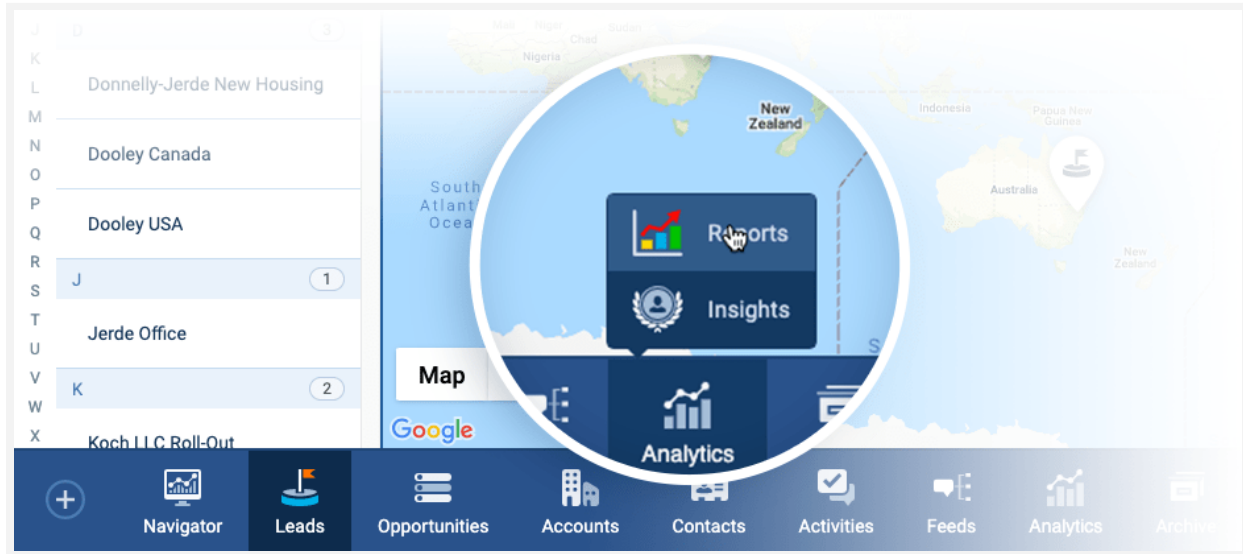 J
K
L
M
N
O
P
Q
R
S
T
U
V
W
X
D 3
Donnelly-Jerde New Housing
Dooley Canada
Dooley USA
J 1
Jerde Office
K 2
Koch LLC Roll-Out
Mali Niger Sudan
Chad
Nigeria
South
Atlant
Ocea
Indonesia
Papua New
Guinea
Australia
New
Zealand
New
Zealand
Reports
Insights
S
Analytics
Map
Google
Navigator
Leads
Opportunities
Accounts
Contacts
Activities
Feeds
Analytics
Archive